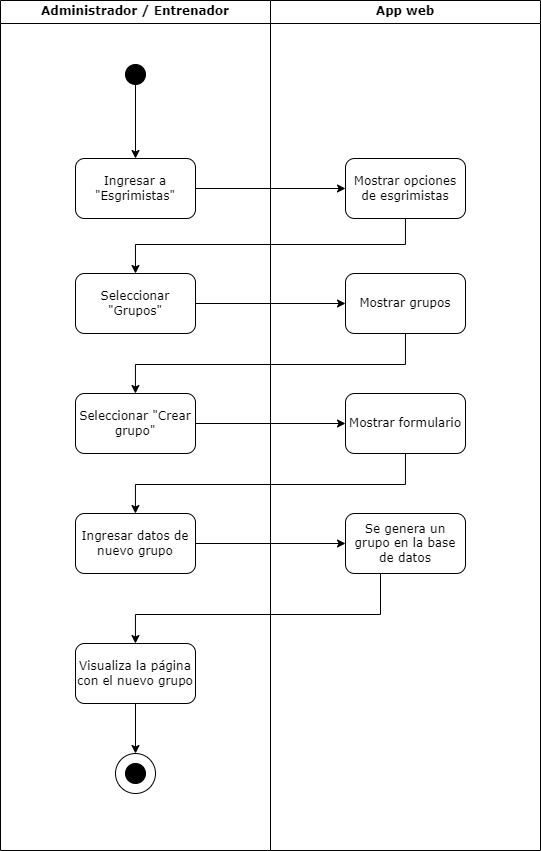 Administrador / Entrenador
App web
Ingresar a
"Esgrimistas"
Mostrar opciones
de esgrimistas
Seleccionar
"Grupos"
Mostrar grupos
Seleccionar "Crear
grupo"
Mostrar formulario
Ingresar datos de
nuevo grupo
Se genera un
grupo en la base
de datos
Visualiza la página
con el nuevo grupo